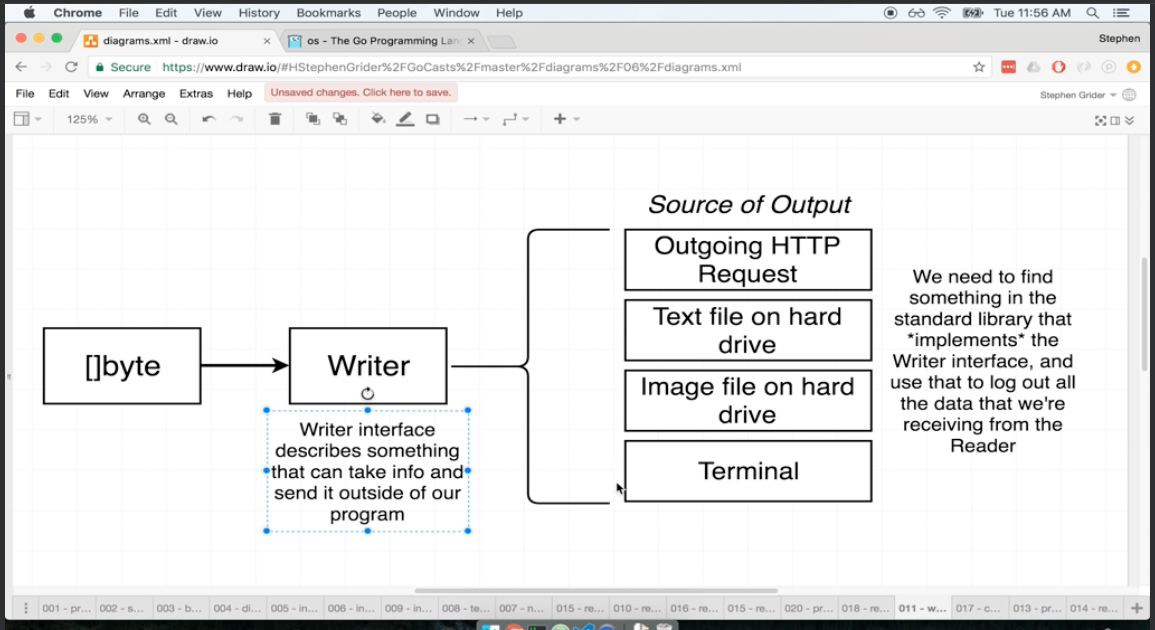 Chrome File Edit View History Bookmarks People Window Help Tue 11:56 AM
diagrams.xml - draw.io × os - The Go Programming Lan × Stephen
Secure https://www.draw.io/#HStephenGrider%2FGoCasts%2Fmaster%2Fdiagrams%2F06%2Fdiagrams.xml
File Edit View Arrange Extras Help Unsaved changes. Click here to save. Stephen Grider
125%
Source of Output
Outgoing HTTP
Request
Text file on hard
drive
Image file on hard
drive
Terminal
[]byte
Writer
Writer interface
describes something
that can take info and
send it outside of our
program
We need to find
something in the
standard library that
*implements* the
Writer interface, and
use that to log out all
the data that we're
receiving from the
Reader
001 - pr... 002 - s... 003 - b... 004 - di... 005 - in... 006 - in... 009 - in... 008 - te... 007 - n... 015 - re... 010 - re... 016 - re... 015 - re... 020 - pr... 018 - re... 011 - w... 017 - c... 013 - pr... 014 - re...